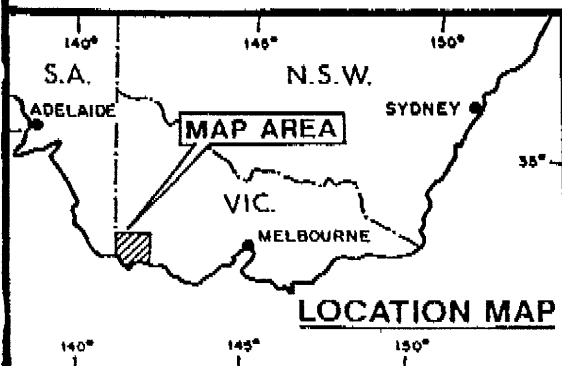 140° 145° 150°
S.A. N.S.W.
ADELAIDE SYDNEY
MAP AREA
35°
VIC.
MELBOURNE
LOCATION MAP
140° 145° 150°